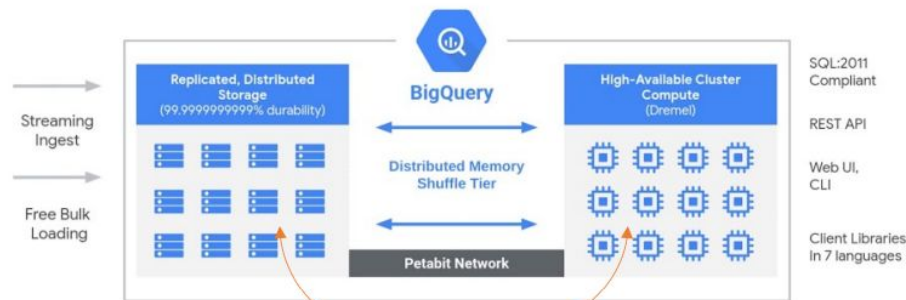 BigQuery
Streaming
Ingest
Free Bulk
Loading
Replicated, Distributed
Storage
(99.9999999999% durability)
Distributed Memory
Shuffle Tier
Petabit Network
High-Available Cluster
Compute
(Dremel)
SQL:2011
Compliant
REST API
Web UI,
CLI
Client Libraries
In 7 languages